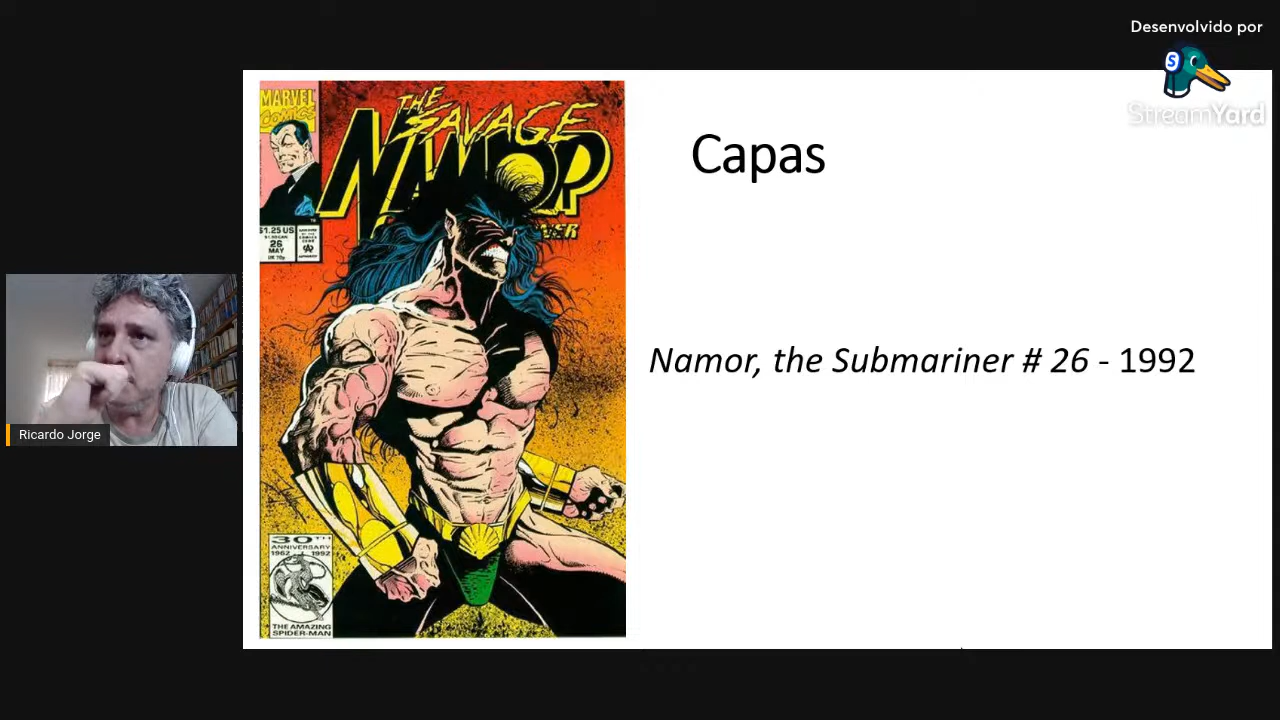 Desenvolvido por
StreamYard
MARVEL
COMICS
THE
SAVAGE
NAMOR
$1.25 US
26
MAY
Capas
Namor, the Submariner # 26 - 1992
Ricardo Jorge
30TH
ANNIVERSARY
1962 1992
THE AMAZING
SPIDER-MAN